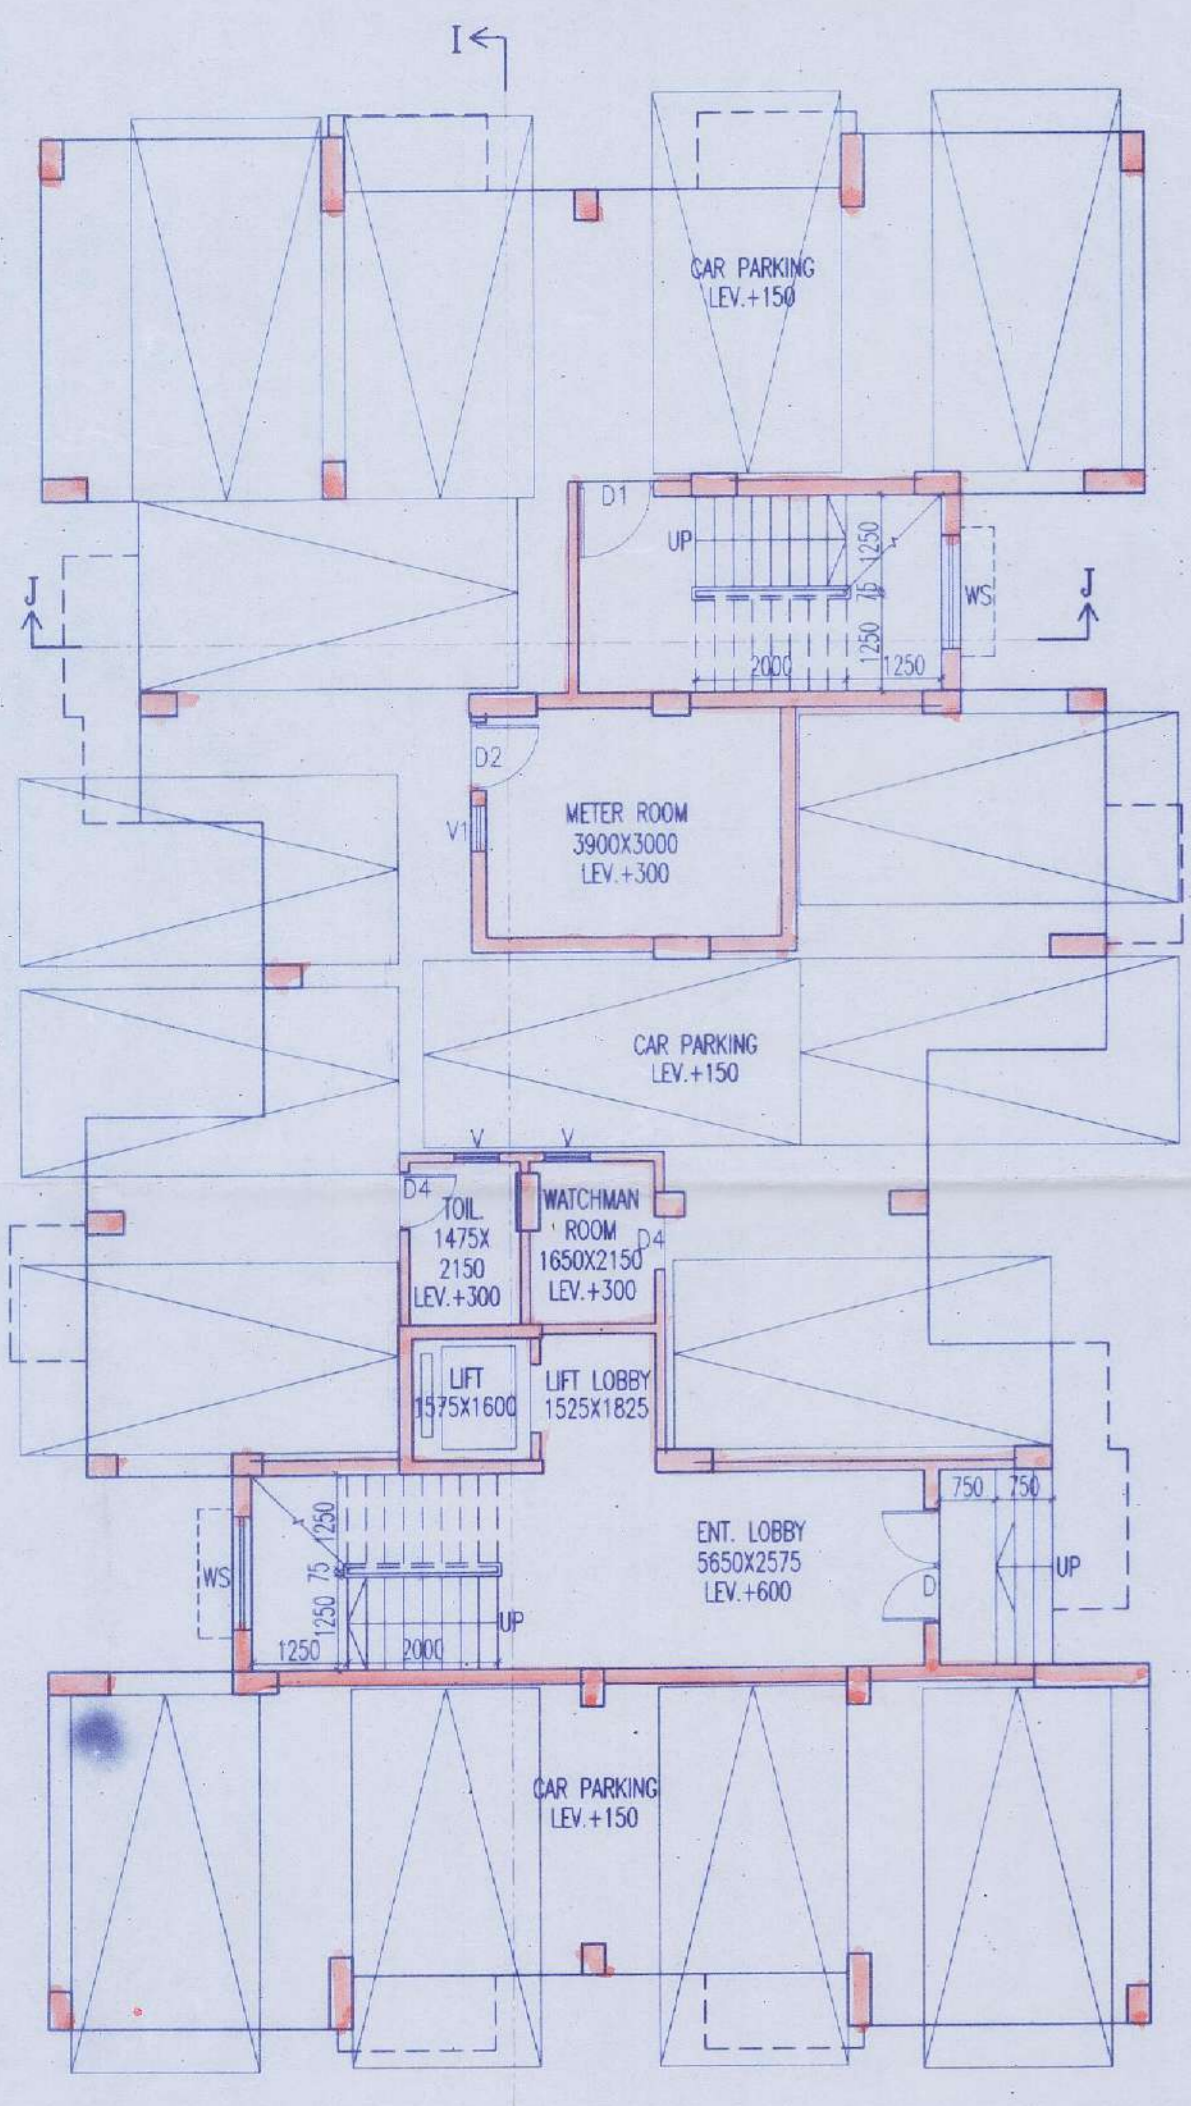 I
CAR PARKING
LEV.+150
D1
UP
1250
75
1250
2000
1250
WS
J
J
D2
V1
METER ROOM
3900X3000
LEV.+300
CAR PARKING
LEV.+150
V
V
D4
TOIL.
1475X
2150
LEV.+300
WATCHMAN
ROOM
1650X2150
LEV.+300
D4
LIFT
1575X1600
LIFT LOBBY
1525X1825
750
750
1250
75
1250
1250
2000
WS
UP
ENT. LOBBY
5650X2575
LEV.+600
D
UP
CAR PARKING
LEV.+150